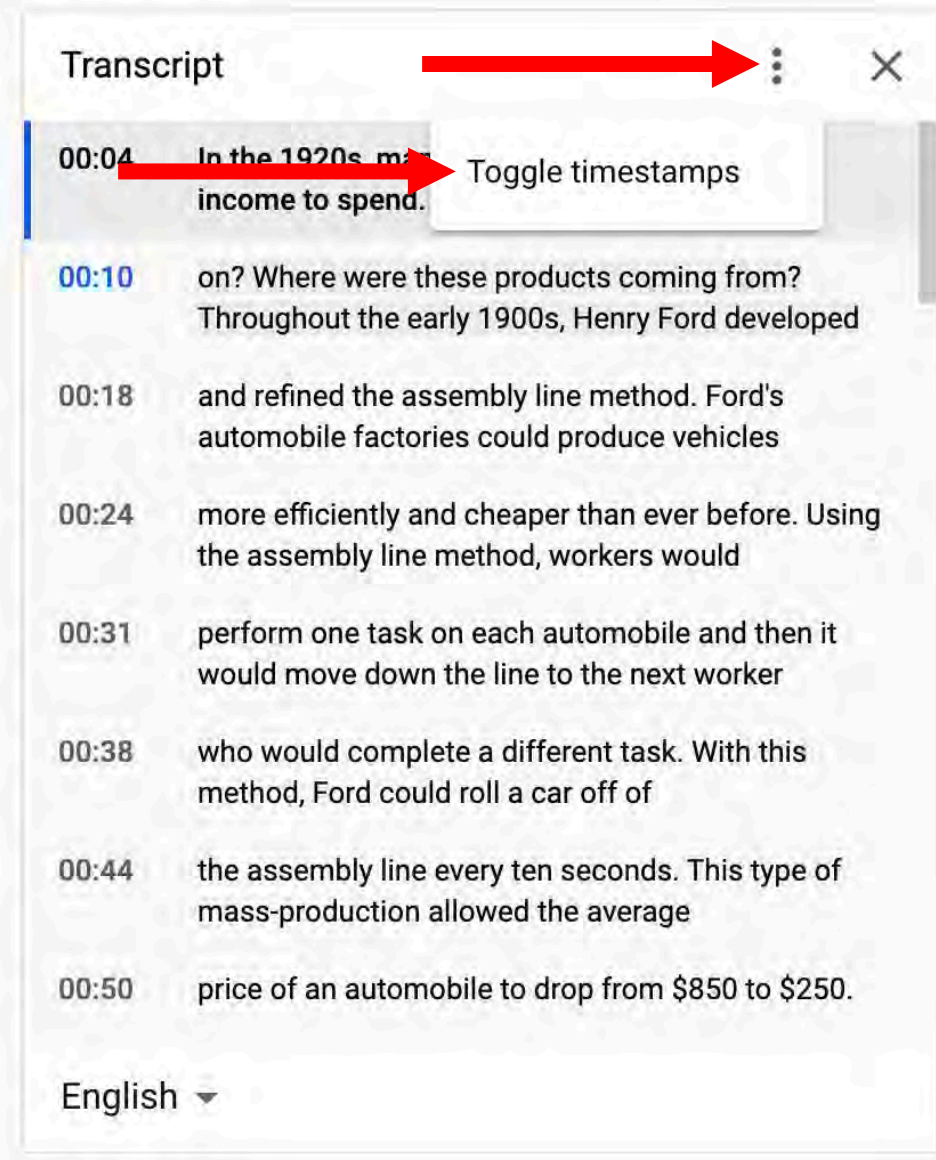 Transcript
00:04 In the 1920s,
Toggle timestamps
income to spend.
00:10 on? Where were these products coming from?
Throughout the early 1900s, Henry Ford developed
00:18 and refined the assembly line method. Ford's
automobile factories could produce vehicles
00:24 more efficiently and cheaper than ever before. Using
the assembly line method, workers would
00:31 perform one task on each automobile and then it
would move down the line to the next worker
00:38 who would complete a different task. With this
method, Ford could roll a car off of
00:44 the assembly line every ten seconds. This type of
mass-production allowed the average
00:50 price of an automobile to drop from $850 to $250.
English